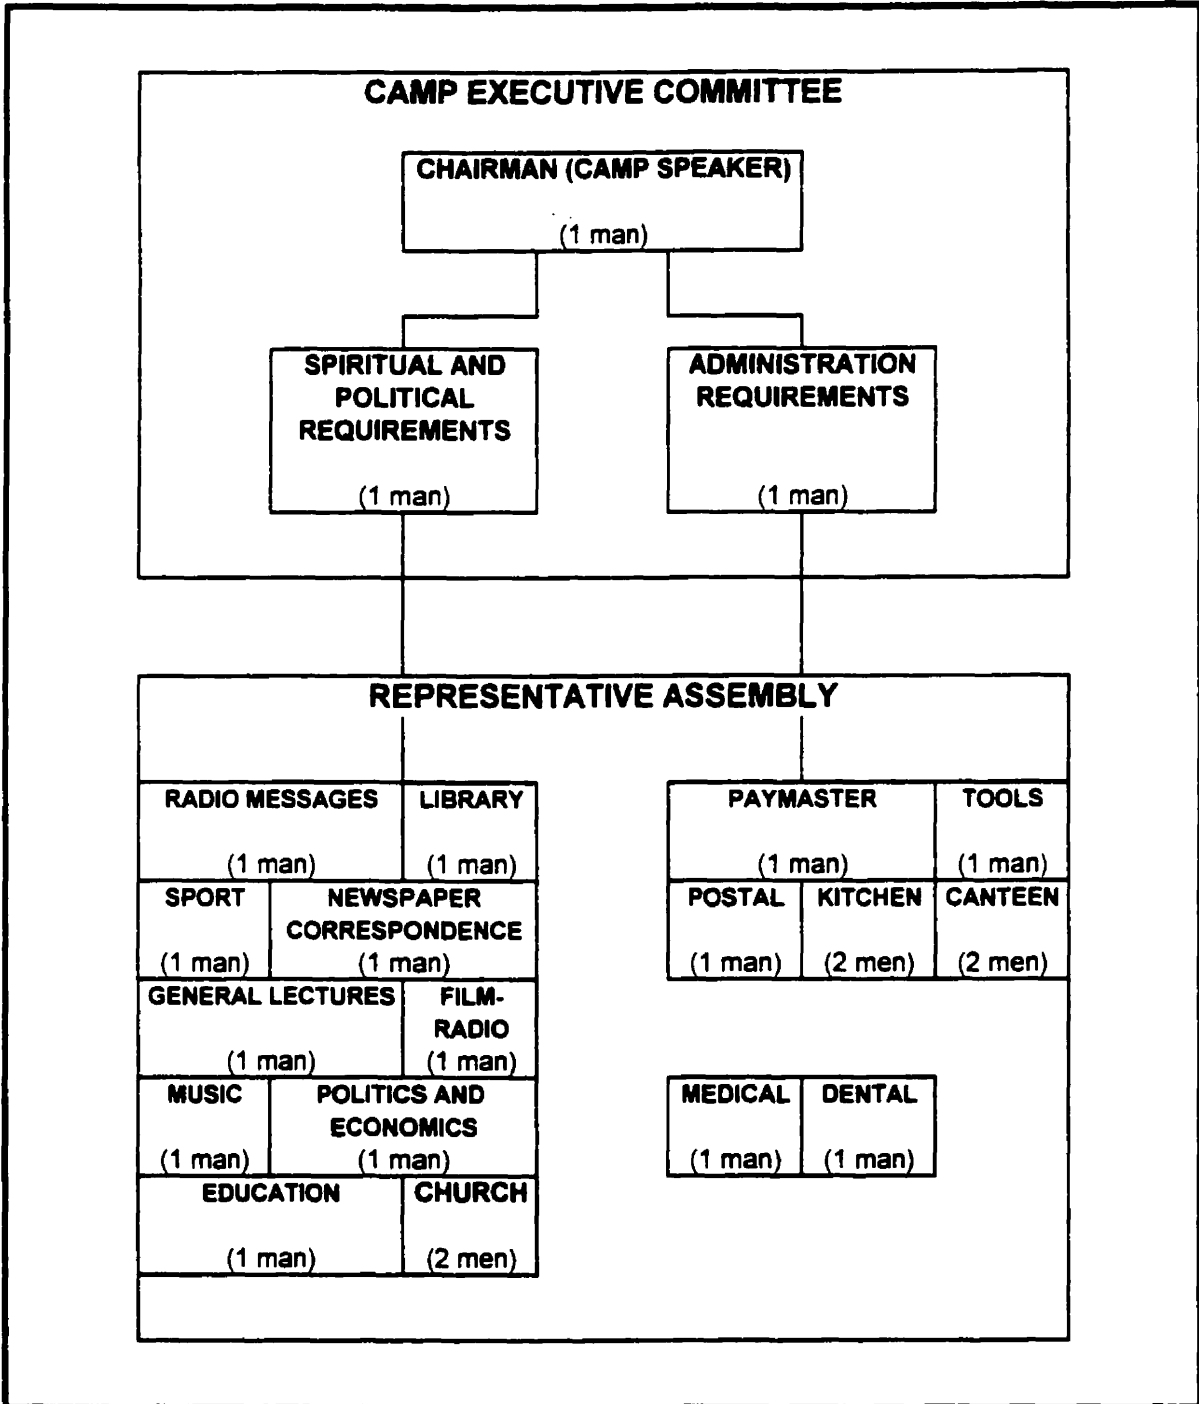 CAMP EXECUTIVE COMMITTEE
CHAIRMAN (CAMP SPEAKER)
(1 man)
SPIRITUAL AND
POLITICAL
REQUIREMENTS
(1 man)
ADMINISTRATION
REQUIREMENTS
(1 man)
REPRESENTATIVE ASSEMBLY
RADIO MESSAGES
(1 man)
LIBRARY
(1 man)
SPORT
(1 man)
NEWSPAPER
CORRESPONDENCE
(1 man)
GENERAL LECTURES
(1 man)
FILM-
RADIO
(1 man)
MUSIC
(1 man)
POLITICS AND
ECONOMICS
(1 man)
EDUCATION
(1 man)
CHURCH
(2 men)
PAYMASTER
(1 man)
TOOLS
(1 man)
POSTAL
(1 man)
KITCHEN
(2 men)
CANTEEN
(2 men)
MEDICAL
(1 man)
DENTAL
(1 man)